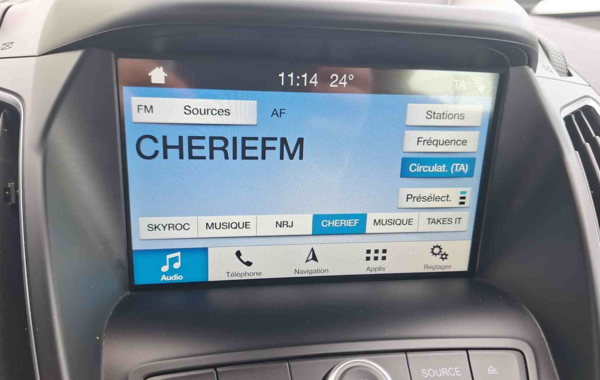 11:14 24° TA
FM Sources AF
Stations
CHERIEFM
Fréquence
Circulat. (TA)
Présélect.
SKYROC MUSIQUE NRJ CHERIEF MUSIQUE TAKES IT
Audio Téléphone Navigation Applis Réglages
SOURCE